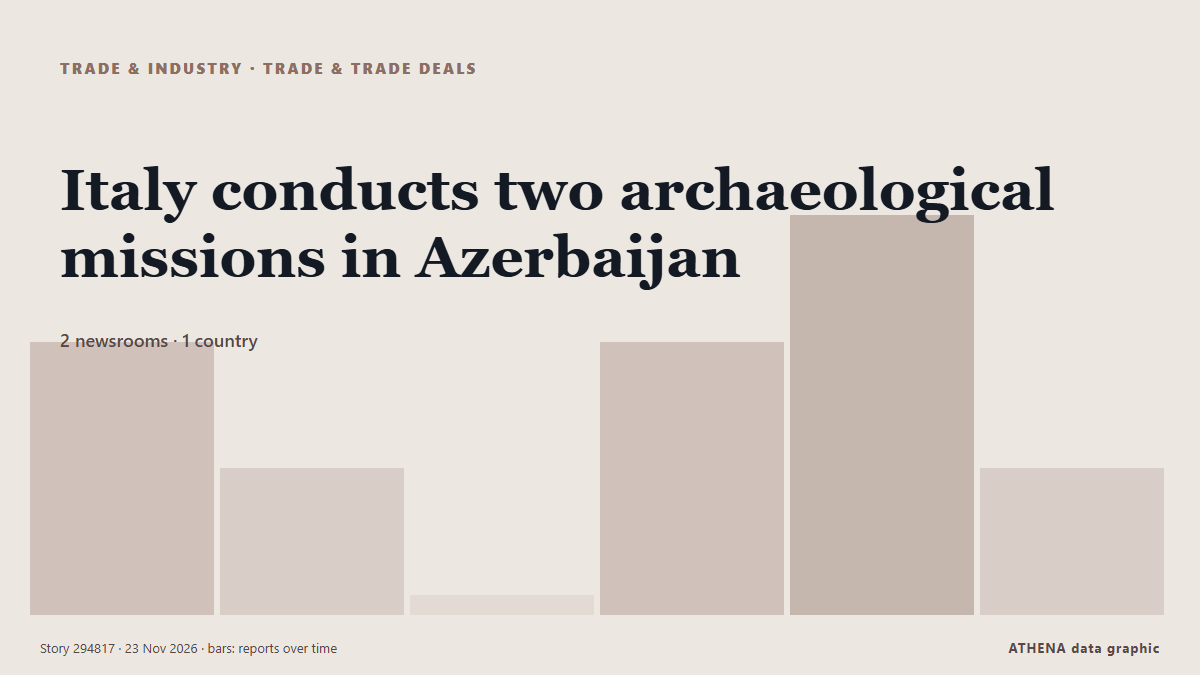 TRADE & INDUSTRY · TRADE & TRADE DEALS
Italy conducts two archaeological
missions in Azerbaijan
2 newsrooms · 1 country
Story 294817 · 23 Nov 2026 · bars: reports over time
ATHENA data graphic